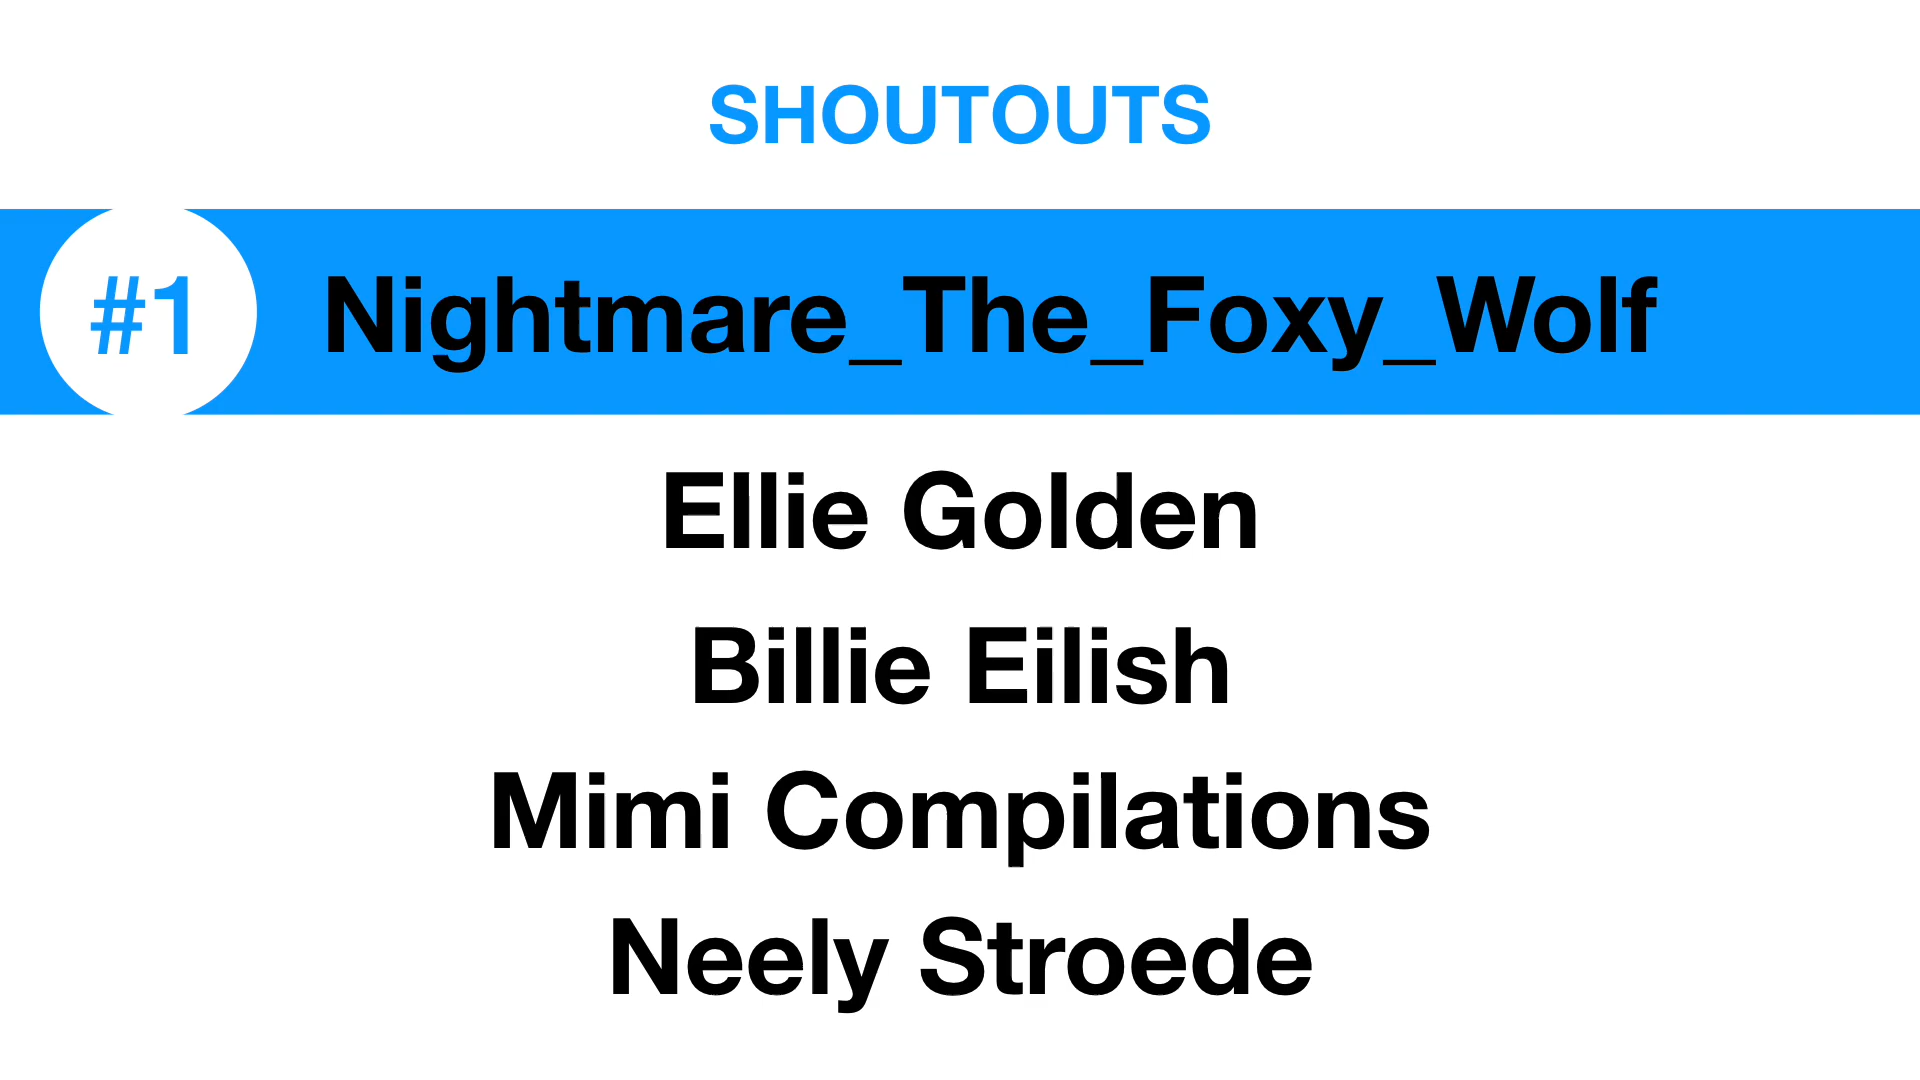 SHOUTOUTS
#1 Nightmare_The_Foxy_Wolf
Ellie Golden
Billie Eilish
Mimi Compilations
Neely Stroede